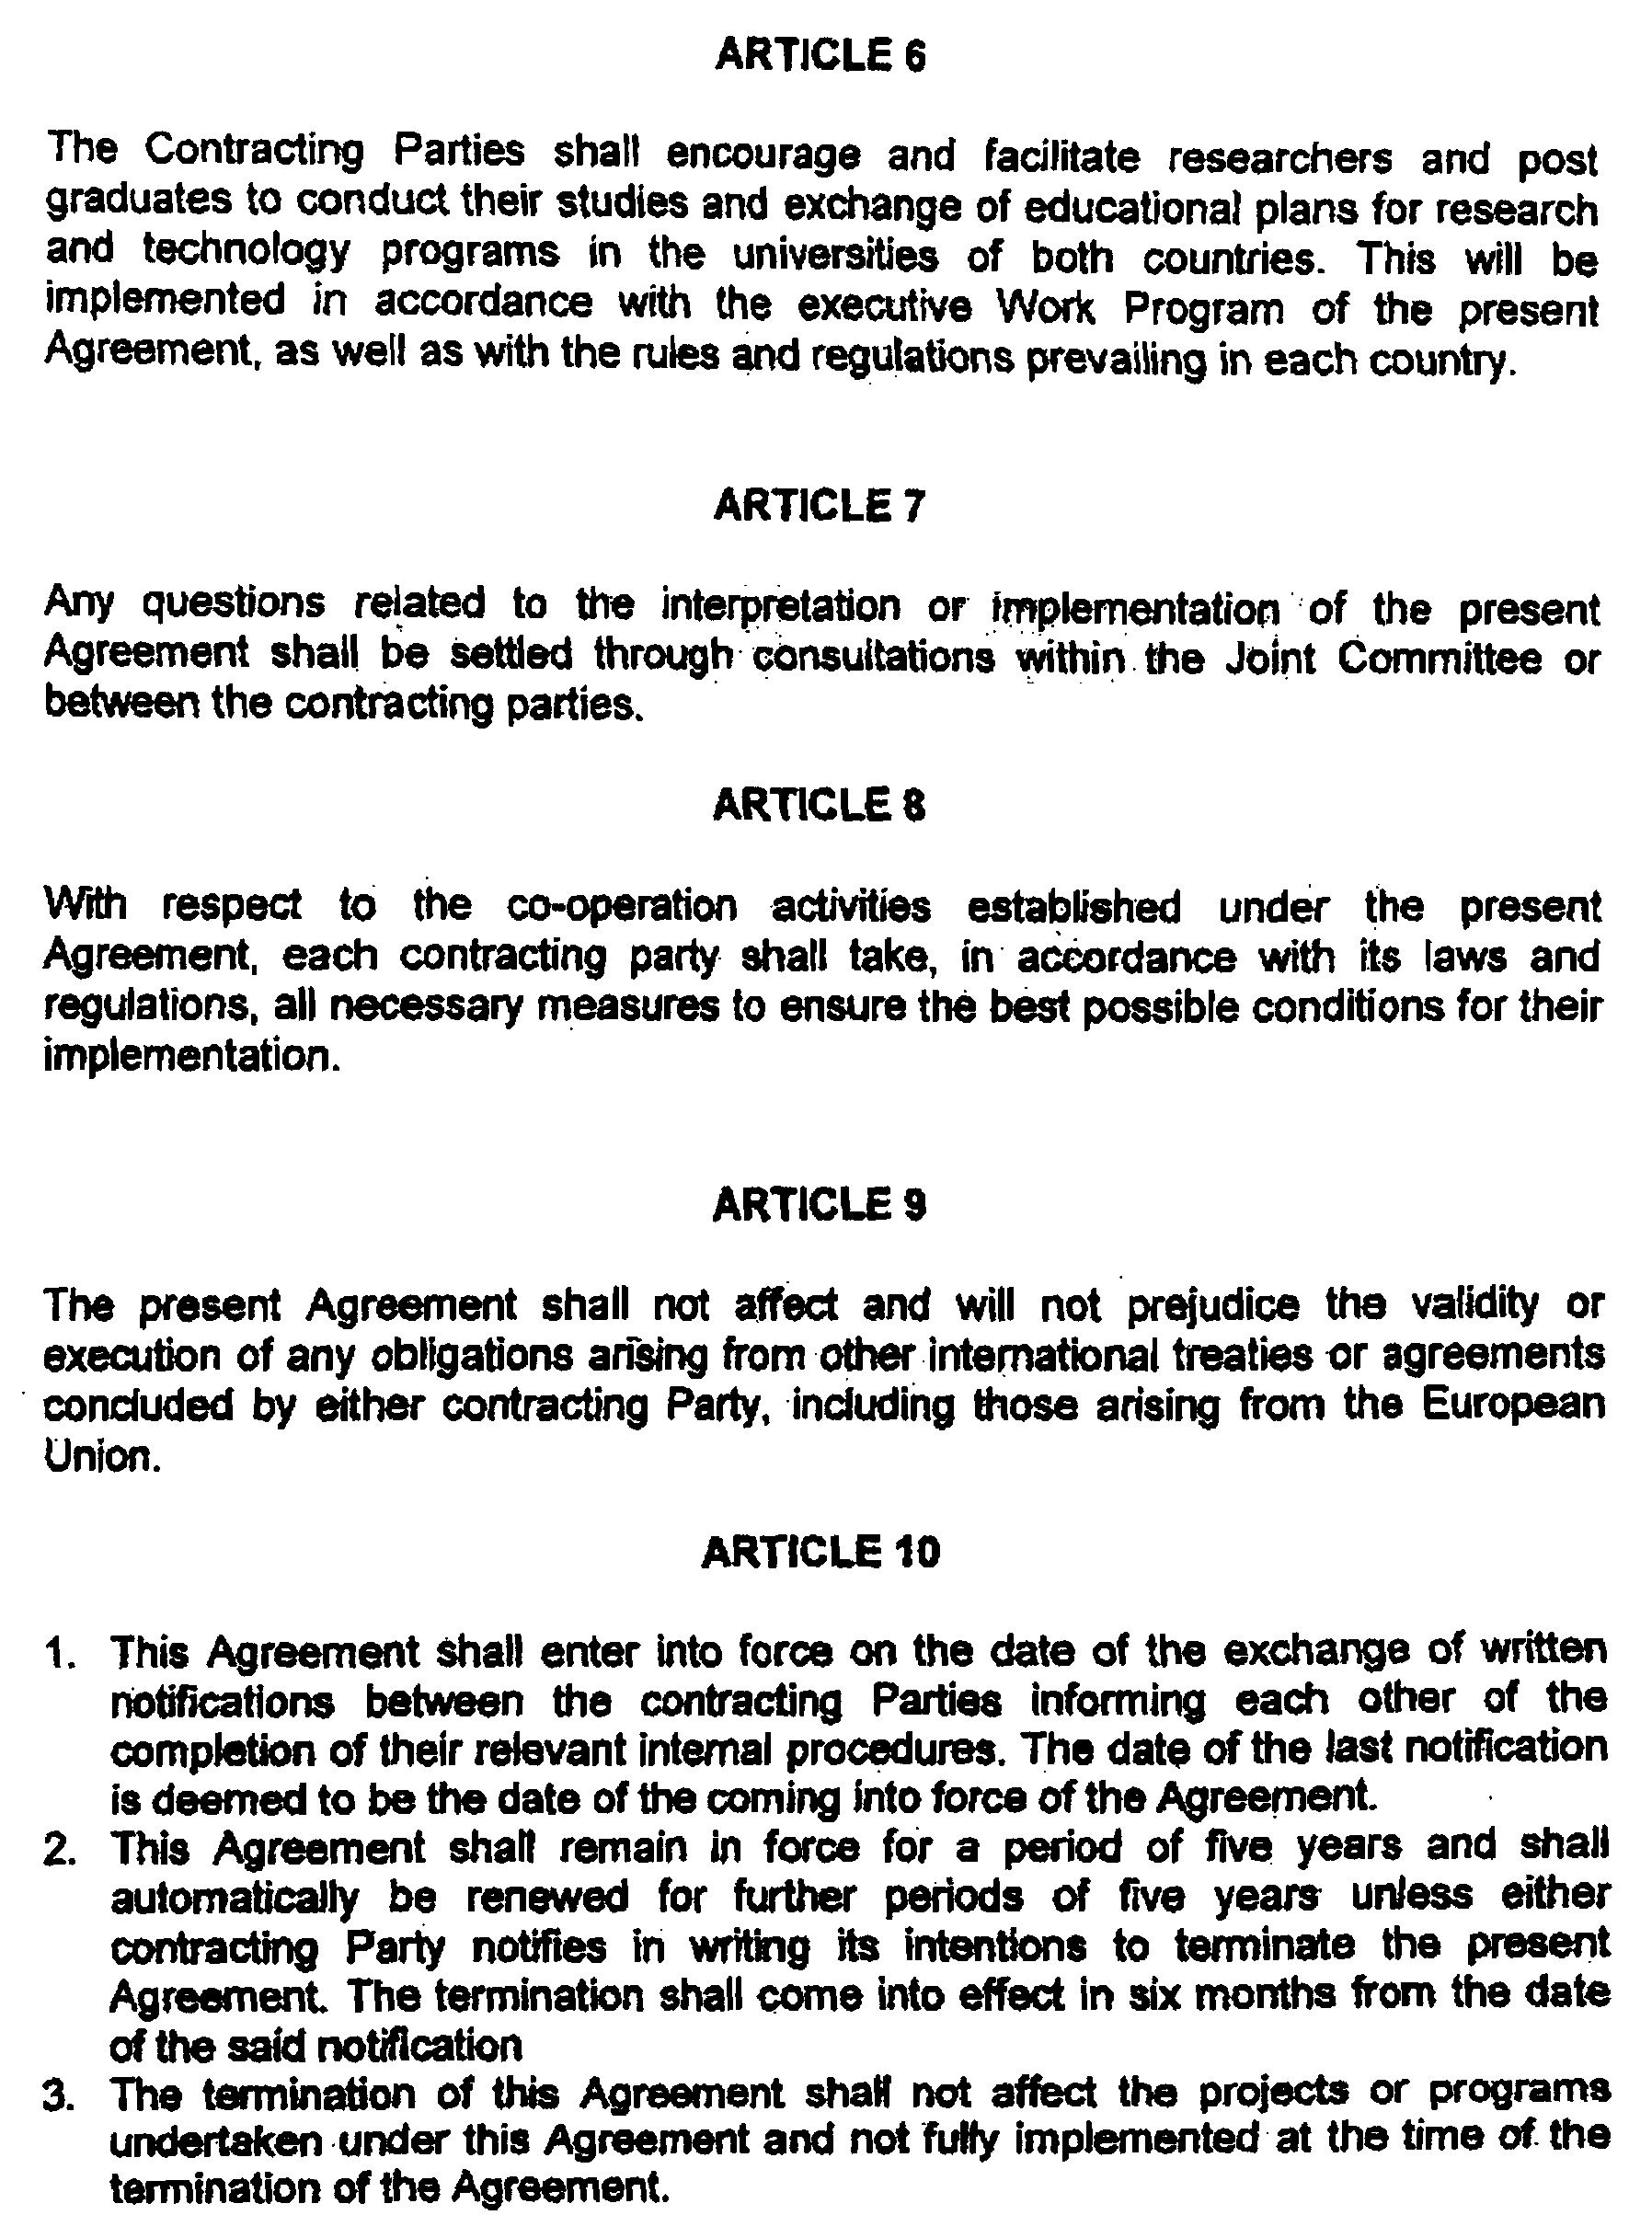 ARTICLE 6
The Contracting Parties shall encourage and facilitate researchers and post
graduates to conduct their studies and exchange of educational plans for research
and technology programs in the universities of both countries. This will be
implemented in accordance with the executive Work Program of the present
Agreement, as well as with the rules and regulations prevailing in each country.
ARTICLE 7
Any questions related to the interpretation or implementation of the present
Agreement shall be settled through consultations within the Joint Committee or
between the contracting parties.
ARTICLE 8
With respect to the co-operation activities established under the present
Agreement, each contracting party shall take, in accordance with its laws and
regulations, all necessary measures to ensure the best possible conditions for their
implementation.
ARTICLE 9
The present Agreement shall not affect and will not prejudice the validity or
execution of any obligations arising from other international treaties or agreements
concluded by either contracting Party, including those arising from the European
Union.
ARTICLE 10
1. This Agreement shall enter into force on the date of the exchange of written
notifications between the contracting Parties informing each other of the
completion of their relevant internal procedures. The date of the last notification
is deemed to be the date of the coming into force of the Agreement.
2. This Agreement shall remain in force for a period of five years and shall
automatically be renewed for further periods of five years unless either
contracting Party notifies in writing its intentions to terminate the present
Agreement. The termination shall come into effect in six months from the date
of the said notification
3. The termination of this Agreement shall not affect the projects or programs
undertaken under this Agreement and not fully implemented at the time of the
termination of the Agreement.